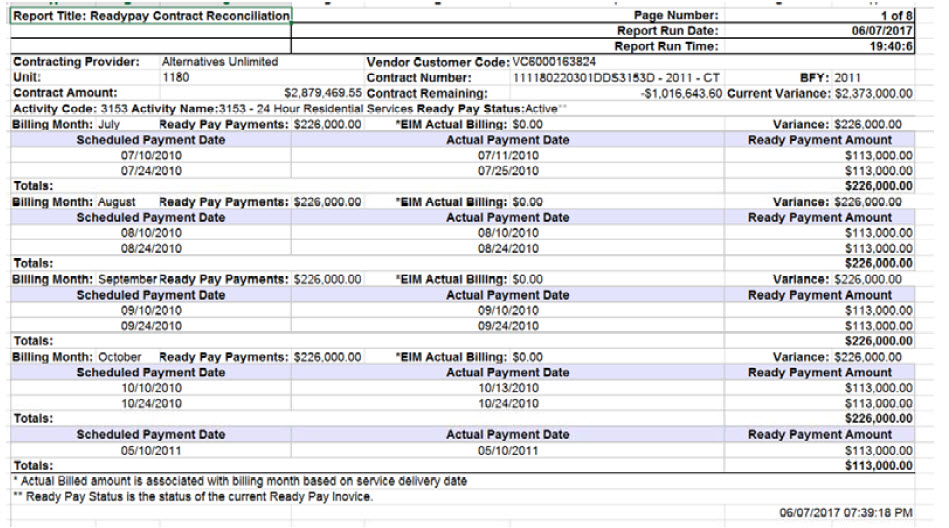 Report Title: Readypay Contract Reconciliation Page Number: 1 of 8
Report Run Date: 06/07/2017
Report Run Time: 19:40:6
Contracting Provider: Alternatives Unlimited Vendor Customer Code: VC6000163824
Unit: 1180 Contract Number: 111180220301DDS3153D - 2011 - CT BFY: 2011
Contract Amount: $2,879,469.55 Contract Remaining: -$1,016,643.60 Current Variance: $2,373,000.00
Activity Code: 3153 Activity Name:3153 - 24 Hour Residential Services Ready Pay Status:Active**
Billing Month: July Ready Pay Payments: $226,000.00 *EIM Actual Billing: $0.00 Variance: $226,000.00
Scheduled Payment Date Actual Payment Date Ready Payment Amount
07/10/2010 07/11/2010 $113,000.00
07/24/2010 07/25/2010 $113,000.00
Totals: $226,000.00
Billing Month: August Ready Pay Payments: $226,000.00 *EIM Actual Billing: $0.00 Variance: $226,000.00
Scheduled Payment Date Actual Payment Date Ready Payment Amount
08/10/2010 08/10/2010 $113,000.00
08/24/2010 08/24/2010 $113,000.00
Totals: $226,000.00
Billing Month: September Ready Pay Payments: $226,000.00 *EIM Actual Billing: $0.00 Variance: $226,000.00
Scheduled Payment Date Actual Payment Date Ready Payment Amount
09/10/2010 09/10/2010 $113,000.00
09/24/2010 09/24/2010 $113,000.00
Totals: $226,000.00
Billing Month: October Ready Pay Payments: $226,000.00 *EIM Actual Billing: $0.00 Variance: $226,000.00
Scheduled Payment Date Actual Payment Date Ready Payment Amount
10/10/2010 10/13/2010 $113,000.00
10/24/2010 10/24/2010 $113,000.00
Totals: $226,000.00
Scheduled Payment Date Actual Payment Date Ready Payment Amount
05/10/2011 05/10/2011 $113,000.00
Totals: $113,000.00
* Actual Billed amount is associated with billing month based on service delivery date
** Ready Pay Status is the status of the current Ready Pay Inovice.
06/07/2017 07:39:18 PM